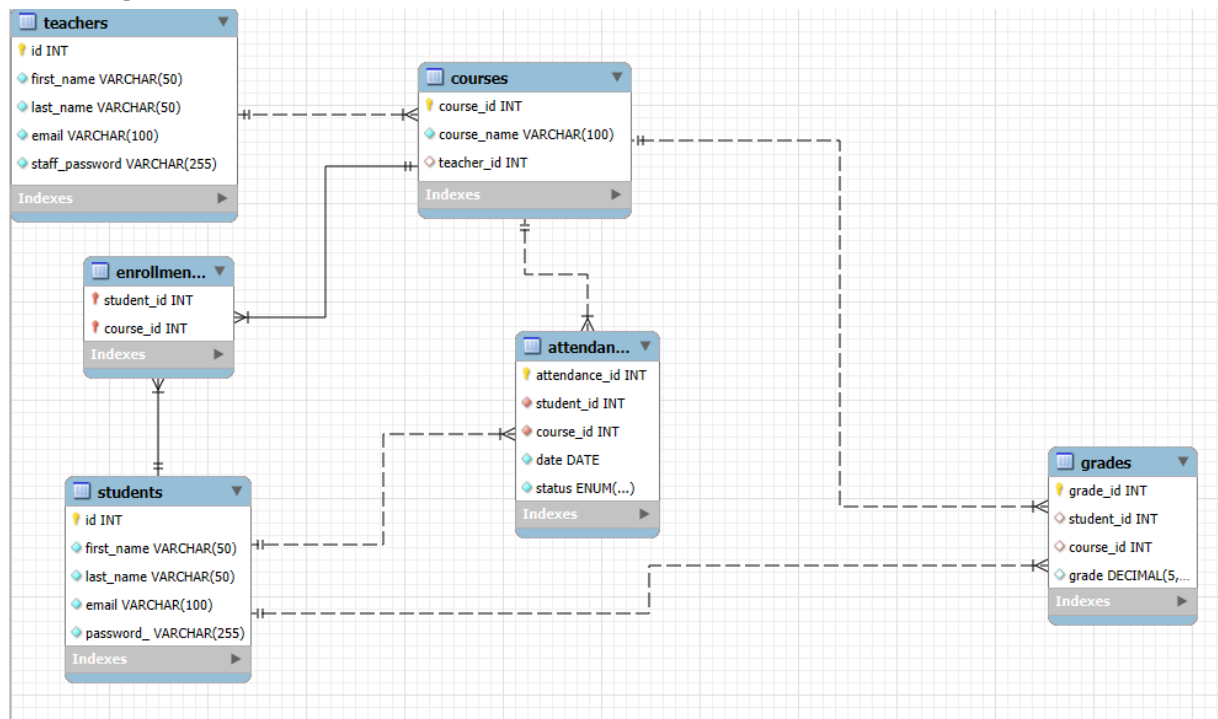 teachers
id INT
first_name VARCHAR(50)
last_name VARCHAR(50)
email VARCHAR(100)
staff_password VARCHAR(255)
Indexes
courses
course_id INT
course_name VARCHAR(100)
teacher_id INT
Indexes
enrollmen...
student_id INT
course_id INT
Indexes
attendan...
attendance_id INT
student_id INT
course_id INT
date DATE
status ENUM(...)
Indexes
students
id INT
first_name VARCHAR(50)
last_name VARCHAR(50)
email VARCHAR(100)
password_ VARCHAR(255)
Indexes
grades
grade_id INT
student_id INT
course_id INT
grade DECIMAL(5,...
Indexes